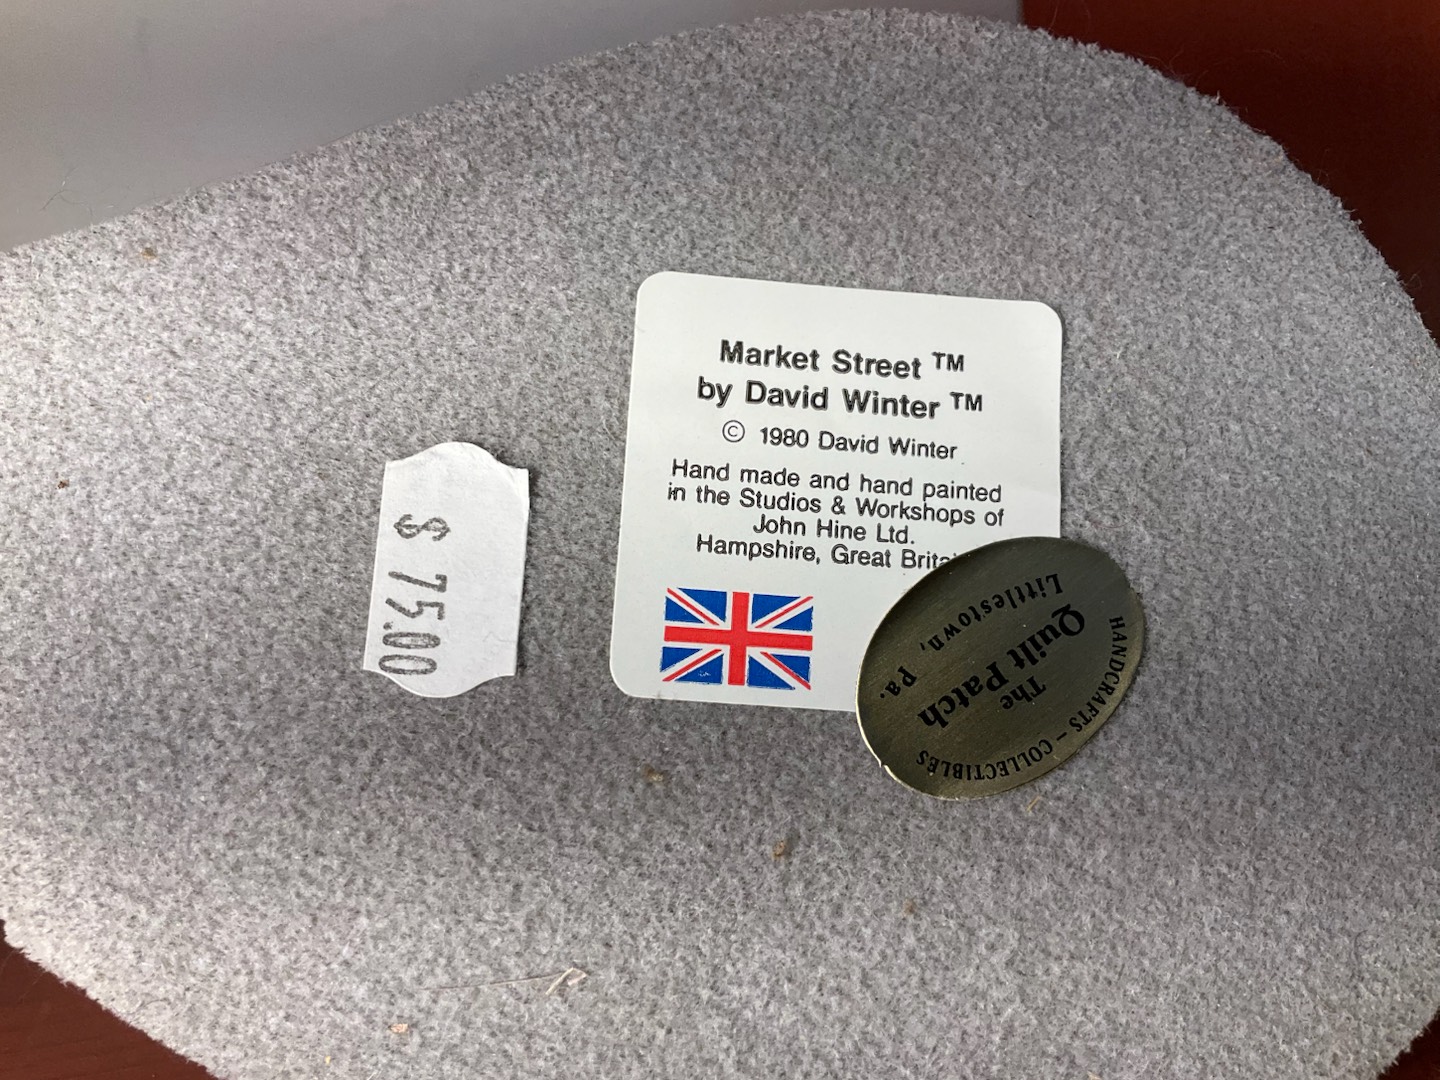 Market Street ™
by David Winter ™
© 1980 David Winter
Hand made and hand painted
in the Studios & Workshops of
John Hine Ltd.
Hampshire, Great Brita
$ 75.00
HANDCRAFTS - COLLECTIBLES
The
Quilt Patch
Littlestown, Pa.